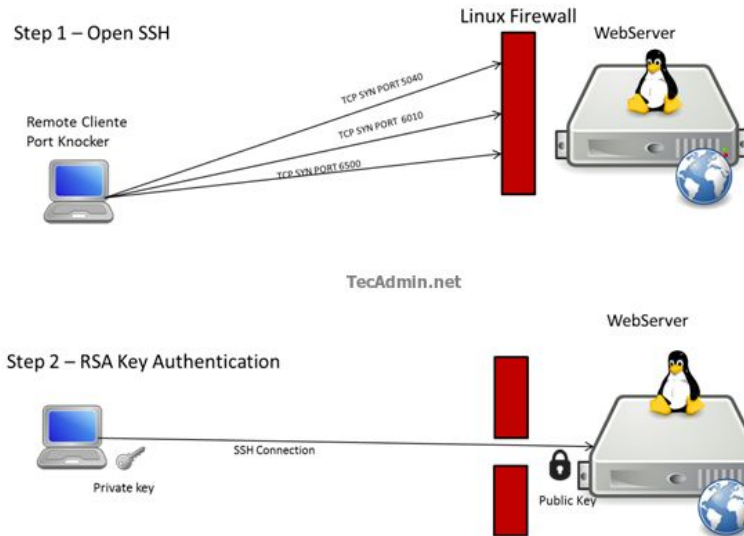 Step 1 – Open SSH
Linux Firewall
WebServer
Remote Cliente
Port Knocker
TCP SYN PORT 5040
TCP SYN PORT 6010
TCP SYN PORT 6500
TecAdmin.net
WebServer
Step 2 – RSA Key Authentication
SSH Connection
Private key
Public Key